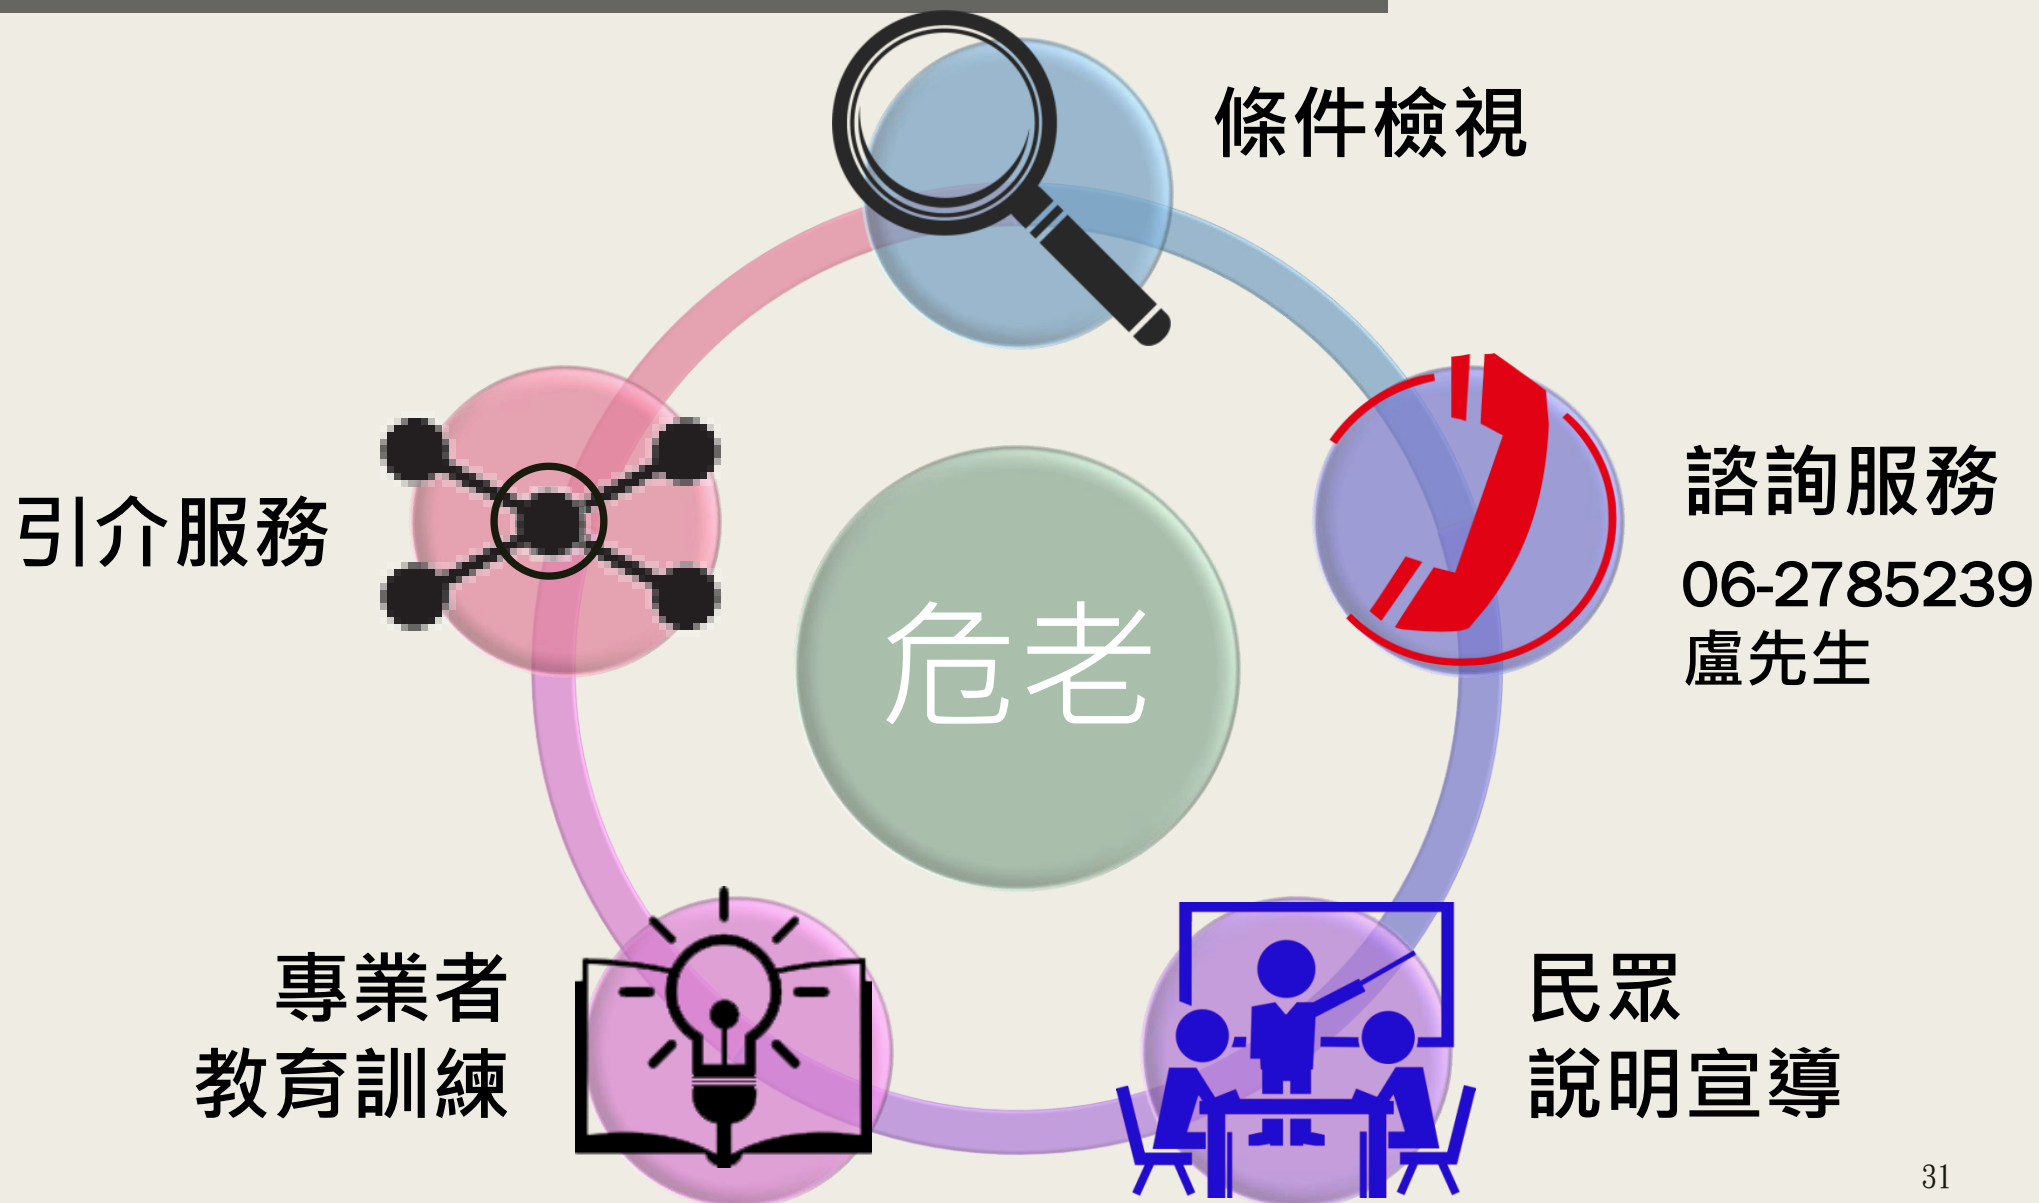 條件檢視
諮詢服務
06-2785239
盧先生
引介服務
危老
專業者
教育訓練
民眾
說明宣導
31